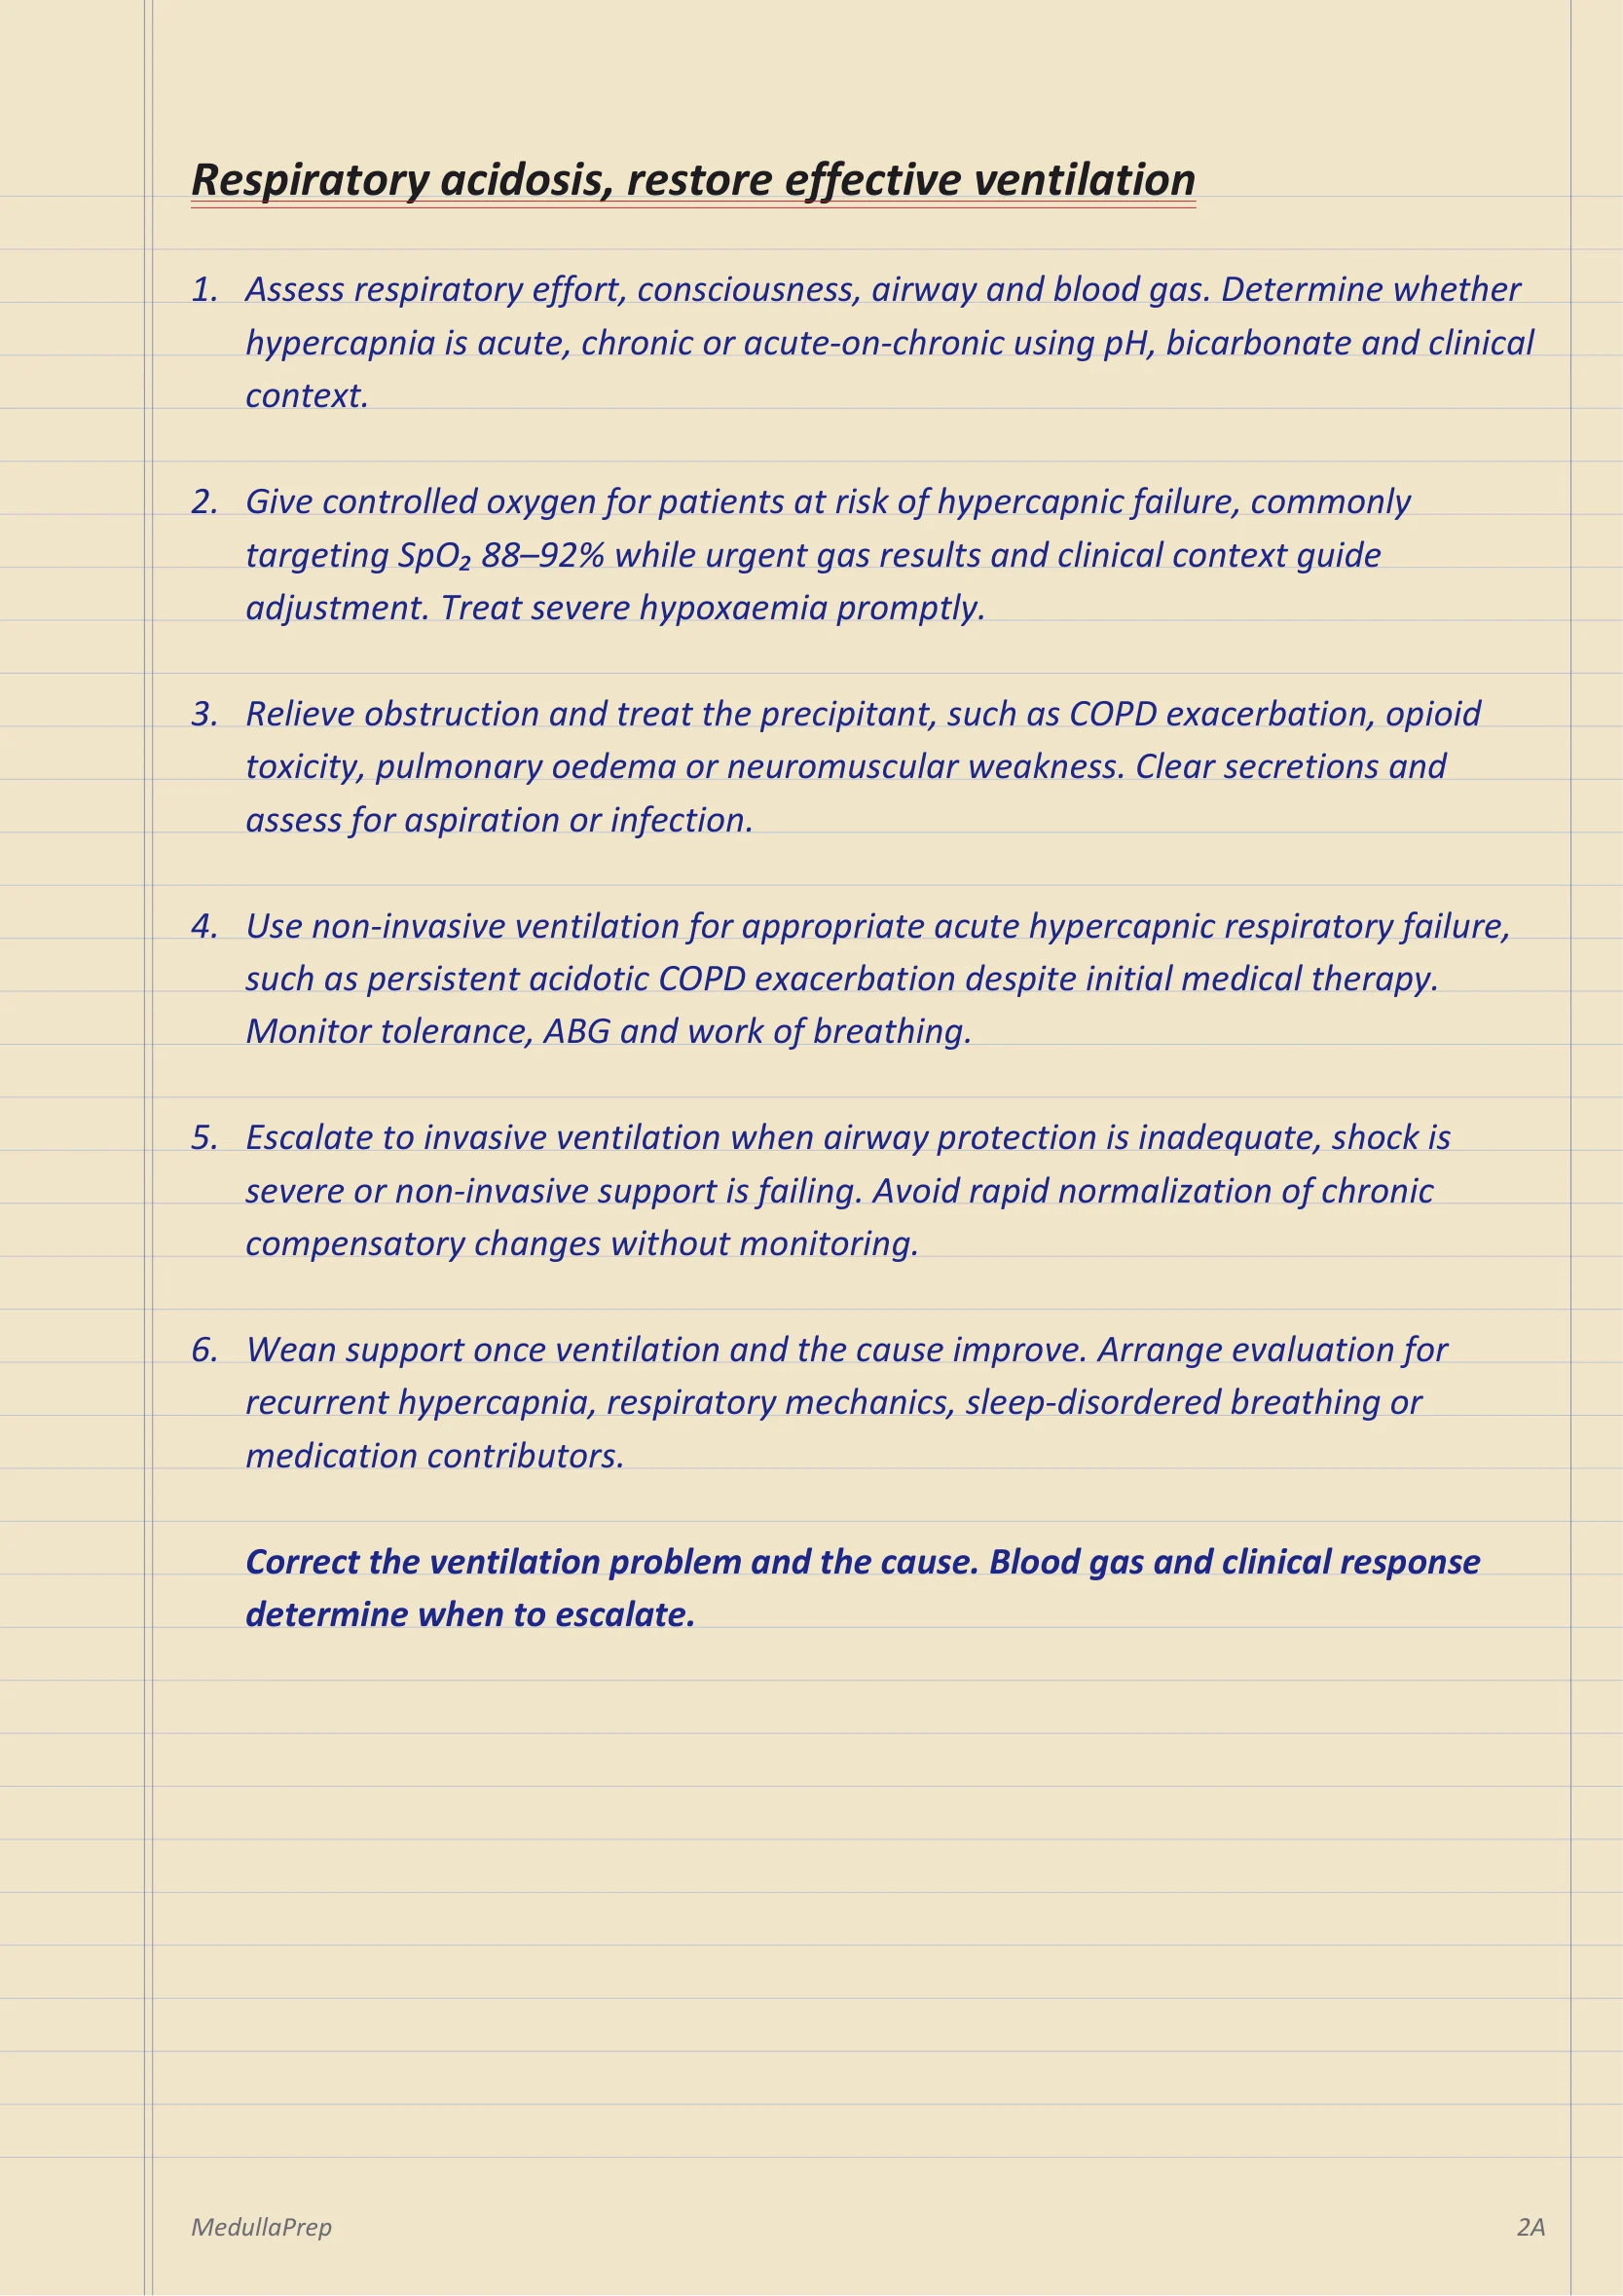 Respiratory acidosis, restore effective ventilation
1. Assess respiratory effort, consciousness, airway and blood gas. Determine whether
hypercapnia is acute, chronic or acute-on-chronic using pH, bicarbonate and clinical
context.
2. Give controlled oxygen for patients at risk of hypercapnic failure, commonly
targeting SpO₂ 88–92% while urgent gas results and clinical context guide
adjustment. Treat severe hypoxaemia promptly.
3. Relieve obstruction and treat the precipitant, such as COPD exacerbation, opioid
toxicity, pulmonary oedema or neuromuscular weakness. Clear secretions and
assess for aspiration or infection.
4. Use non-invasive ventilation for appropriate acute hypercapnic respiratory failure,
such as persistent acidotic COPD exacerbation despite initial medical therapy.
Monitor tolerance, ABG and work of breathing.
5. Escalate to invasive ventilation when airway protection is inadequate, shock is
severe or non-invasive support is failing. Avoid rapid normalization of chronic
compensatory changes without monitoring.
6. Wean support once ventilation and the cause improve. Arrange evaluation for
recurrent hypercapnia, respiratory mechanics, sleep-disordered breathing or
medication contributors.
Correct the ventilation problem and the cause. Blood gas and clinical response
determine when to escalate.
MedullaPrep
2A